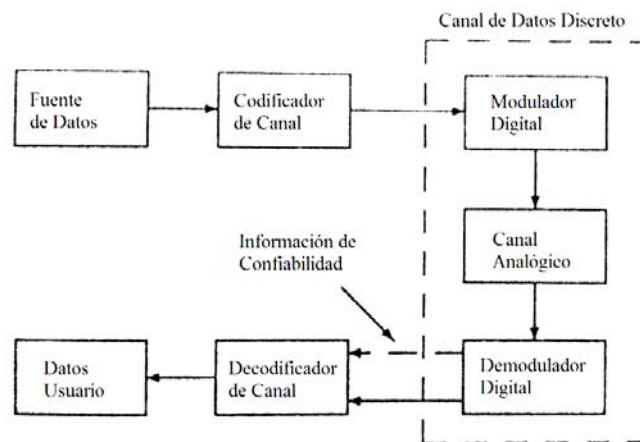 Canal de Datos Discreto
Fuente
de Datos
Codificador
de Canal
Modulador
Digital
Canal
Analógico
Información de
Confiabilidad
Datos
Usuario
Decodificador
de Canal
Demodulador
Digital